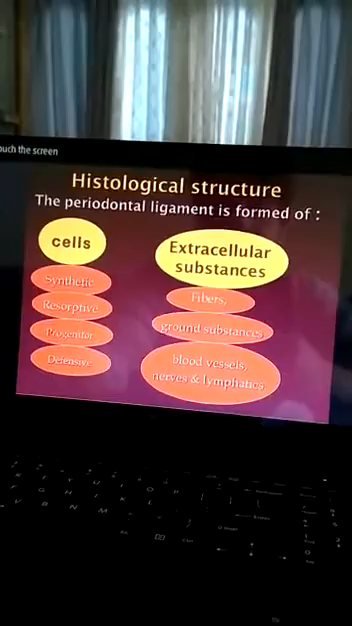 ouch the screen
Histological structure
The periodontal ligament is formed of :
cells
Synthetic
Resorptive
Progenitor
Defensive
Extracellular
substances
Fibers,
ground substances
blood vessels,
nerves & lymphatics